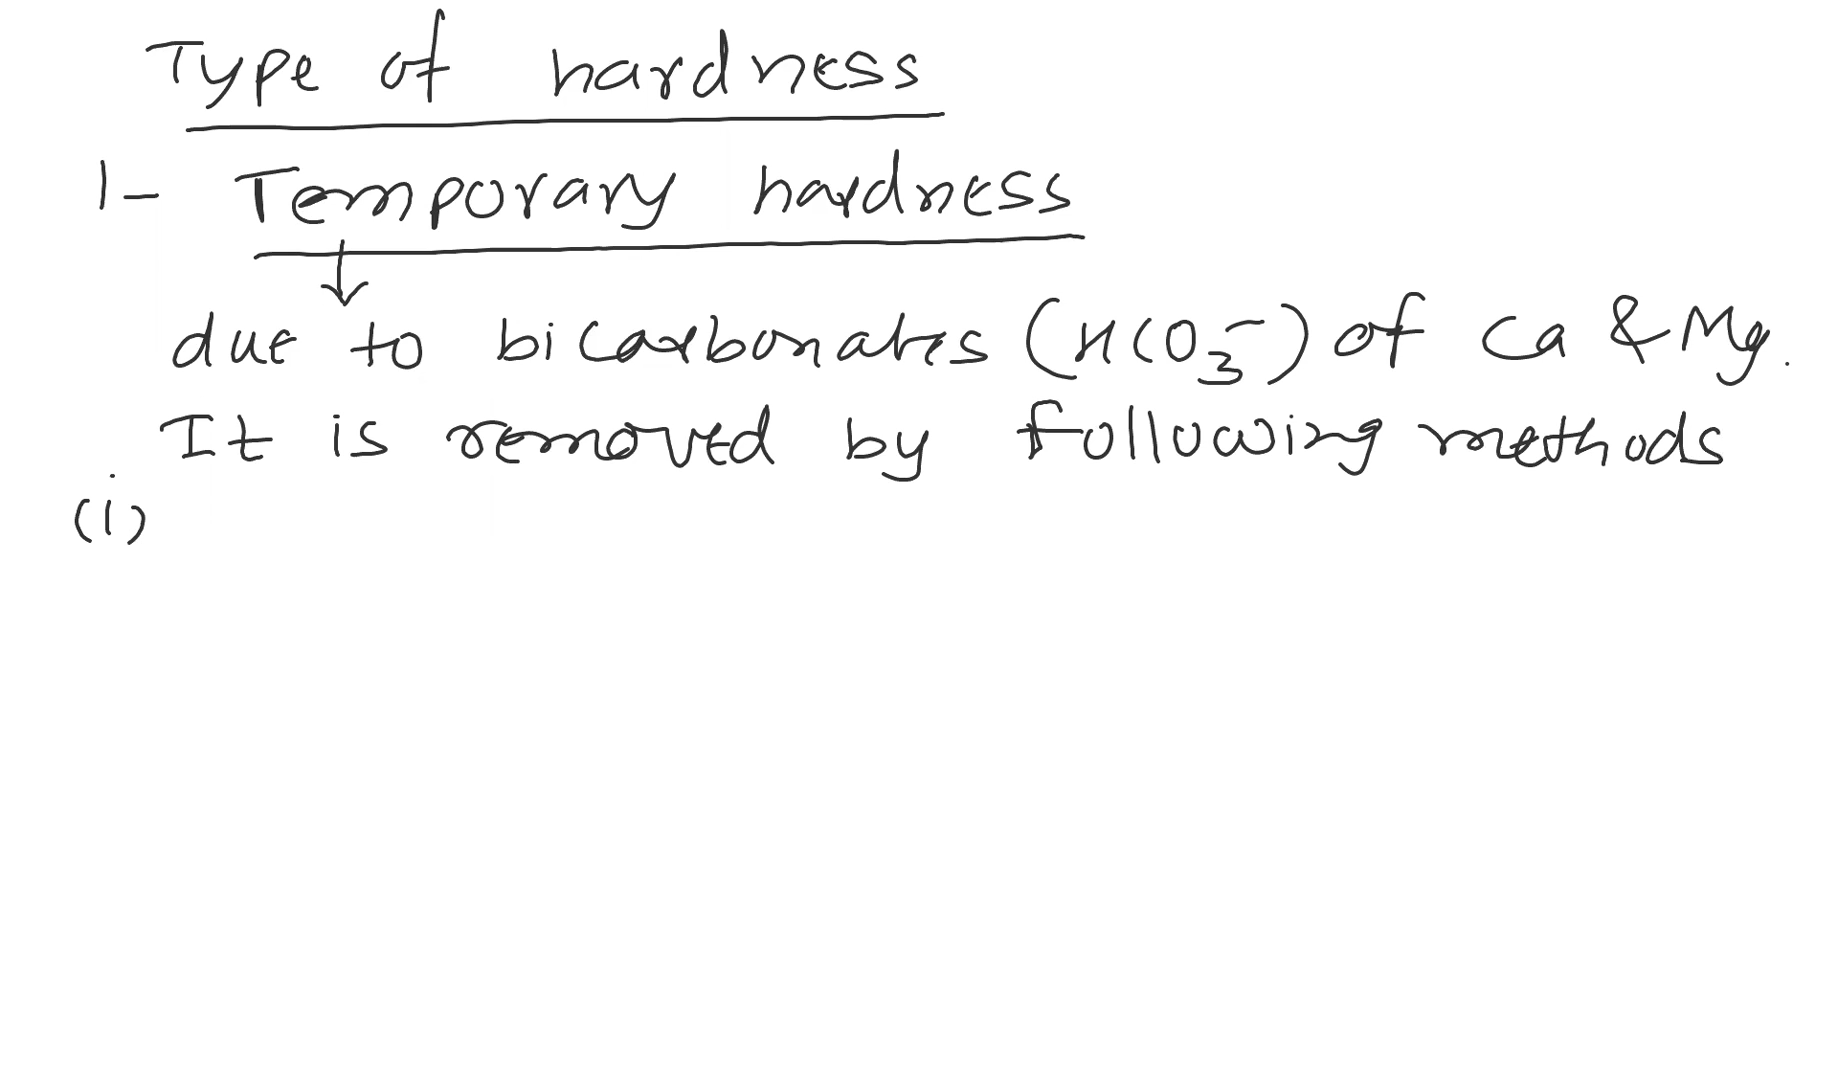 Type of hardness
1- Temporary hardness
due to bicarbonates (HCO₃⁻) of Ca & Mg.
It is removed by following methods
(i)